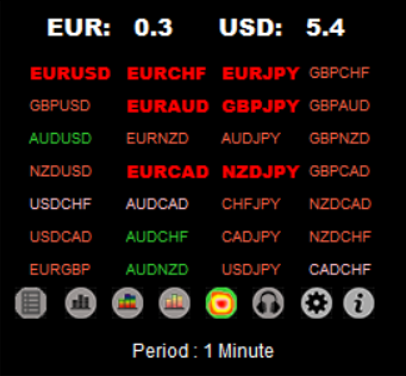 EUR: 0.3 USD: 5.4
EURUSD EURCHF EURJPY GBPCHF
GBPUSD EURAUD GBPJPY GBPAUD
AUDUSD EURNZD AUDJPY GBPNZD
NZDUSD EURCAD NZDJPY GBPCAD
USDCHF AUDCAD CHFJPY NZDCAD
USDCAD AUDCHF CADJPY NZDCHF
EURGBP AUDNZD USDJPY CADCHF
i
Period : 1 Minute